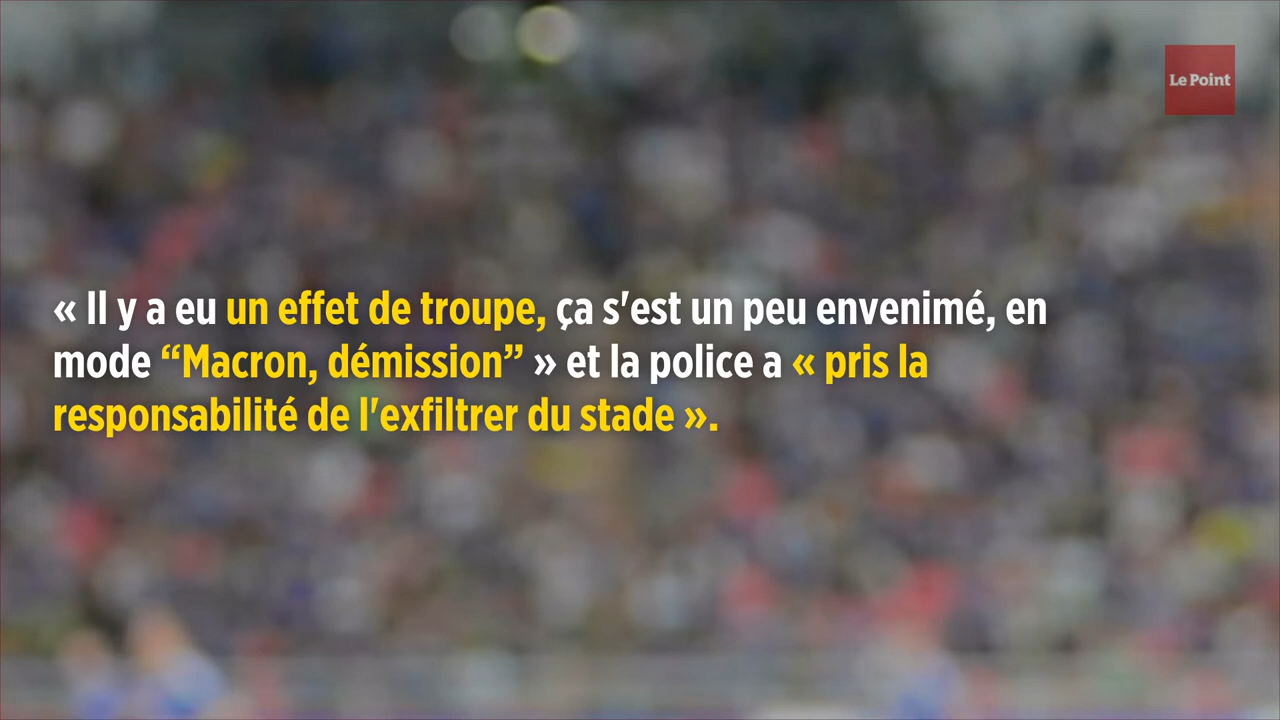 Le Point
« Il y a eu un effet de troupe, ça s'est un peu envenimé, en
mode “Macron, démission” » et la police a « pris la
responsabilité de l'exfiltrer du stade ».